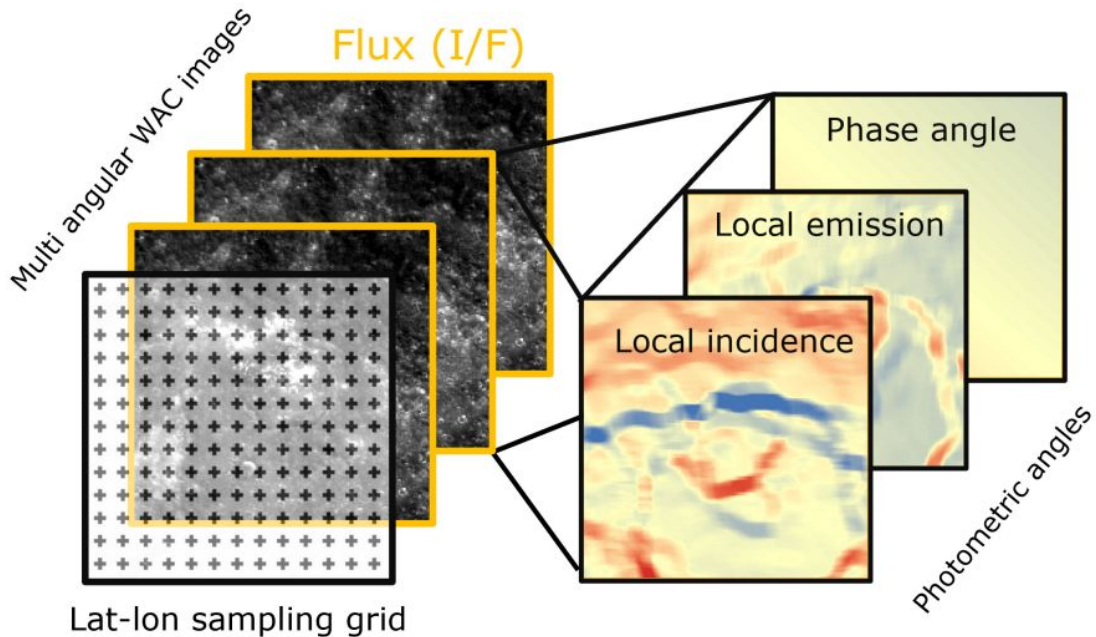 Multi angular WAC images
Flux (I/F)
Phase angle
Local emission
Local incidence
Photometric angles
Lat-lon sampling grid